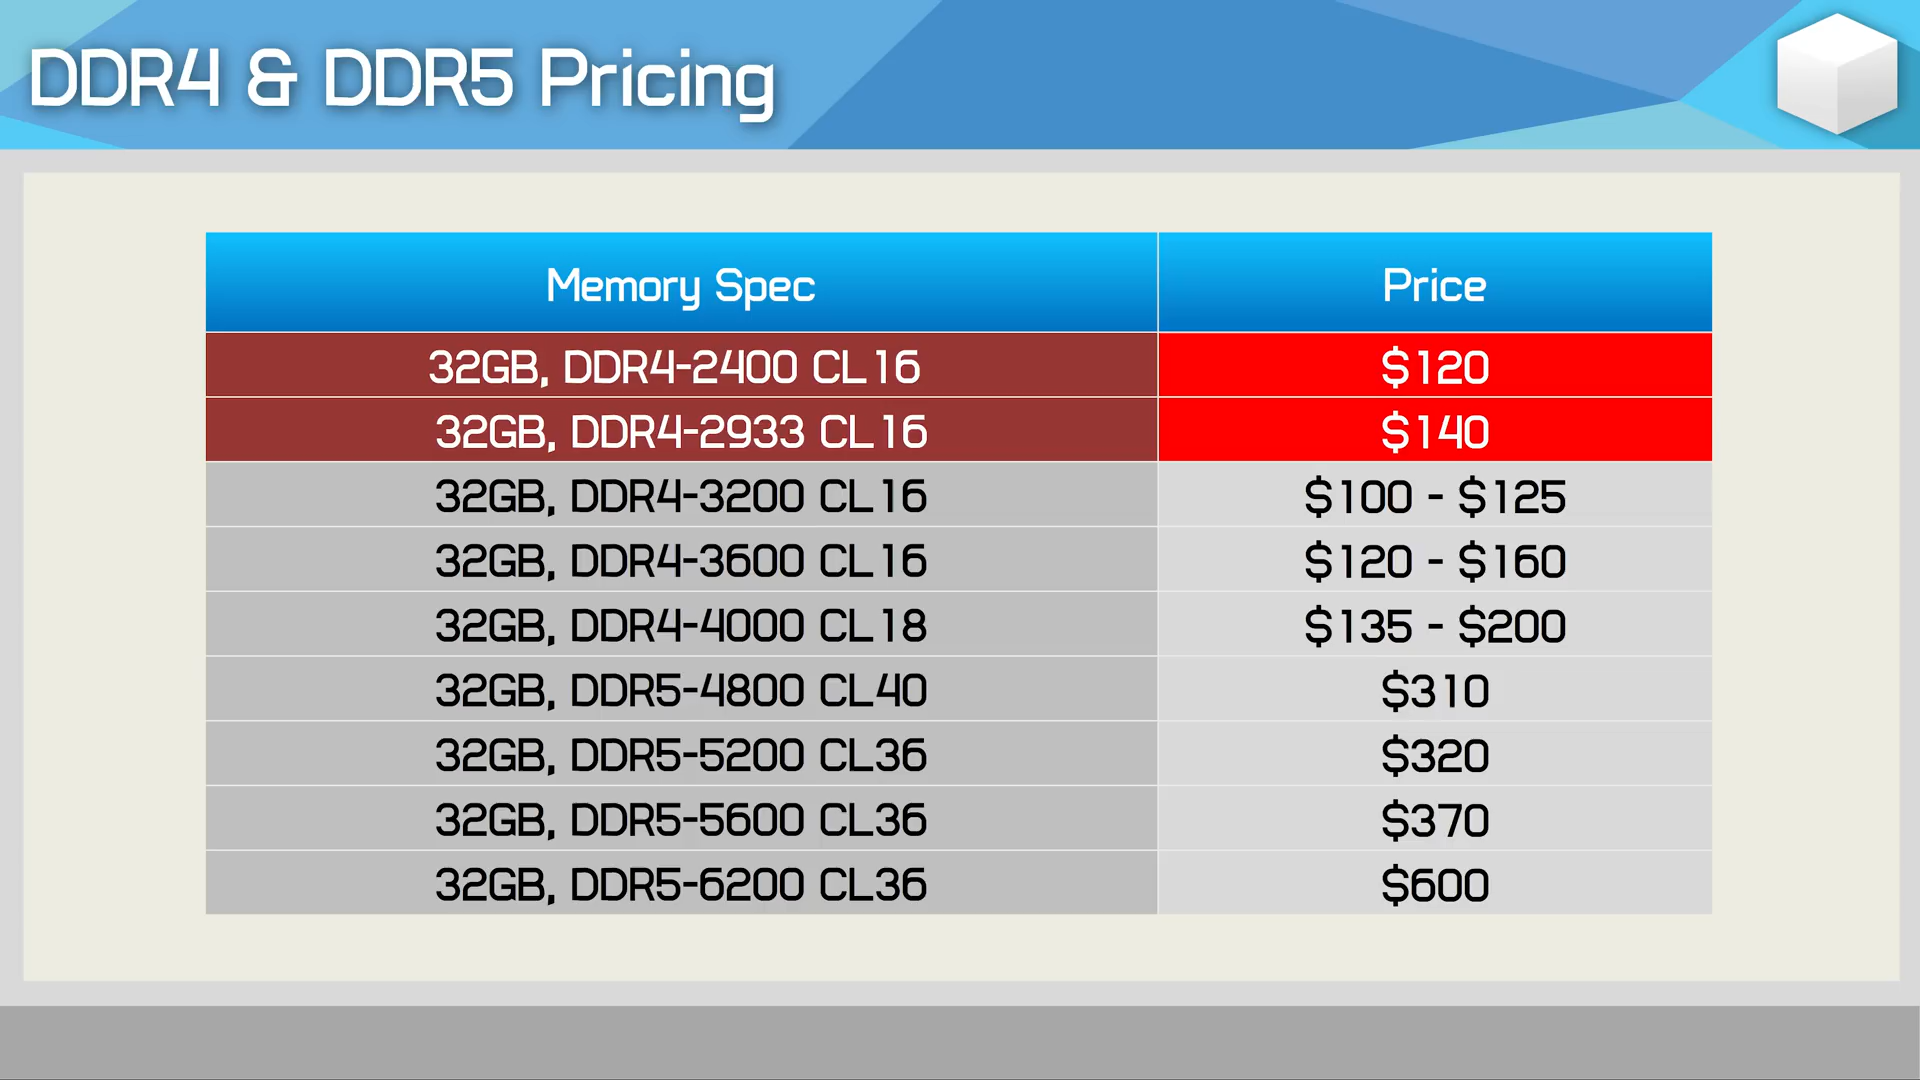 DDR4 & DDR5 Pricing
Memory Spec Price
32GB, DDR4-2400 CL16 $120
32GB, DDR4-2933 CL16 $140
32GB, DDR4-3200 CL16 $100 - $125
32GB, DDR4-3600 CL16 $120 - $160
32GB, DDR4-4000 CL18 $135 - $200
32GB, DDR5-4800 CL40 $310
32GB, DDR5-5200 CL36 $320
32GB, DDR5-5600 CL36 $370
32GB, DDR5-6200 CL36 $600